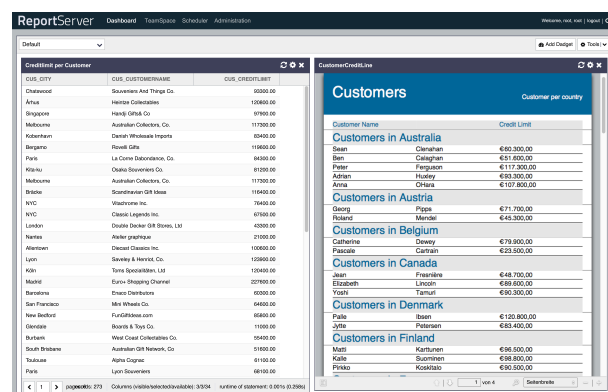 ReportServer Dashboard TeamSpace Scheduler Administration Welcome, root, root | logout |
Default Add Dadget Tools
Creditlimit per Customer
CUS_CITY CUS_CUSTOMERNAME CUS_CREDITLIMIT
Chatswood Souveniers And Things Co. 93300.00
Århus Heintze Collectables 120800.00
Singapore Handji Gifts& Co 97900.00
Melbourne Australian Collectors, Co. 117300.00
Kobenhavn Danish Wholesale Imports 83400.00
Bergamo Rovelli Gifts 119600.00
Paris La Corne Dabondance, Co. 84300.00
Kita-ku Osaka Souveniers Co. 81200.00
Melbourne Australian Collectors, Co. 117300.00
Bräcke Scandinavian Gift Ideas 116400.00
NYC Vitachrome Inc. 76400.00
NYC Classic Legends Inc. 67500.00
London Double Decker Gift Stores, Ltd 43300.00
Nantes Atelier graphique 21000.00
Allentown Diecast Classics Inc. 100600.00
Lyon Saveley & Henriot, Co. 123900.00
Köln Toms Spezialitäten, Ltd 120400.00
Madrid Euro+ Shopping Channel 227600.00
Barcelona Enaco Distributors 60300.00
San Francisco Mini Wheels Co. 64600.00
New Bedford FunGiftIdeas.com 85800.00
Glendale Boards & Toys Co. 11000.00
Burbank West Coast Collectables Co. 55400.00
South Brisbane Australian Gift Network, Co 51600.00
Toulouse Alpha Cognac 61100.00
Paris Lyon Souveniers 68100.00
1 273 Columns (visible/selected/available): 3/3/34 runtime of statement: 0.001s (0.258s)
CustomerCreditLine
Customers
Customer per country
Customer Name Credit Limit
Customers in Australia
Sean Clenahan €60.300,00
Ben Calaghan €51.600,00
Peter Ferguson €117.300,00
Adrian Huxley €93.300,00
Anna OHara €107.800,00
Customers in Austria
Georg Pipps €71.700,00
Roland Mendel €45.300,00
Customers in Belgium
Catherine Dewey €79.900,00
Pascale Cartrain €23.500,00
Customers in Canada
Jean Fresnière €48.700,00
Elizabeth Lincoln €89.600,00
Yoshi Tamuri €90.300,00
Customers in Denmark
Palle Ibsen €120.800,00
Jytte Petersen €83.400,00
Customers in Finland
Matti Karttunen €96.500,00
Kalle Suominen €98.800,00
Pirkko Koskitalo €90.500,00
1 von 4 Seitenbreite